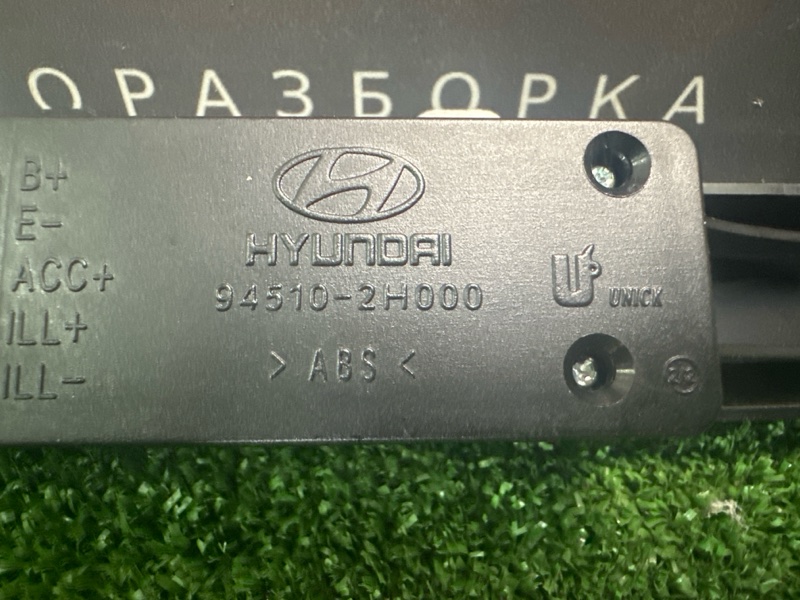 ОРАЗБОРКА
B+
E-
ACC+
ILL+
ILL-
HYUNDAI
94510-2H000
>ABS<
U
UNICK